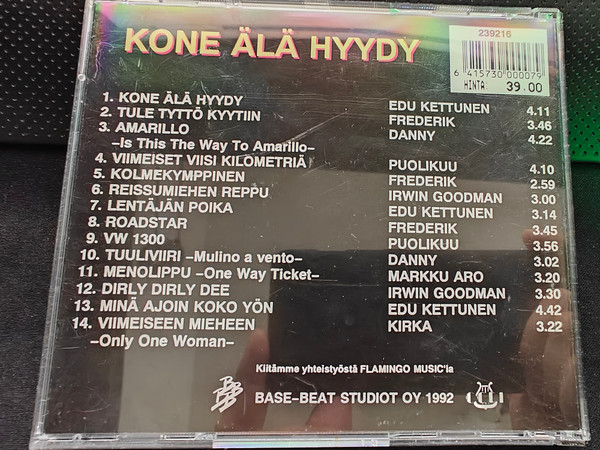 KONE ÄLÄ HYYDY
239216
6 415730 000079
HINTA: 39.00
1. KONE ÄLÄ HYYDY EDU KETTUNEN 4.11
2. TULE TYTTÖ KYYTIIN FREDERIK 3.46
3. AMARILLO DANNY 4.22
–Is This The Way To Amarillo–
4. VIIMEISET VIISI KILOMETRIÄ PUOLIKUU 4.10
5. KOLMEKYMPPINEN FREDERIK 2.59
6. REISSUMIEHEN REPPU IRWIN GOODMAN 3.00
7. LENTÄJÄN POIKA EDU KETTUNEN 3.14
8. ROADSTAR FREDERIK 3.45
9. VW 1300 PUOLIKUU 3.56
10. TUULIVIIRI –Mulino a vento– DANNY 3.02
11. MENOLIPPU –One Way Ticket– MARKKU ARO 3.20
12. DIRLY DIRLY DEE IRWIN GOODMAN 3.30
13. MINÄ AJOIN KOKO YÖN EDU KETTUNEN 4.42
14. VIIMEISEEN MIEHEEN KIRKA 3.22
–Only One Woman–
Kiitämme yhteistyöstä FLAMINGO MUSIC'ia
BASE–BEAT STUDIOT OY 1992